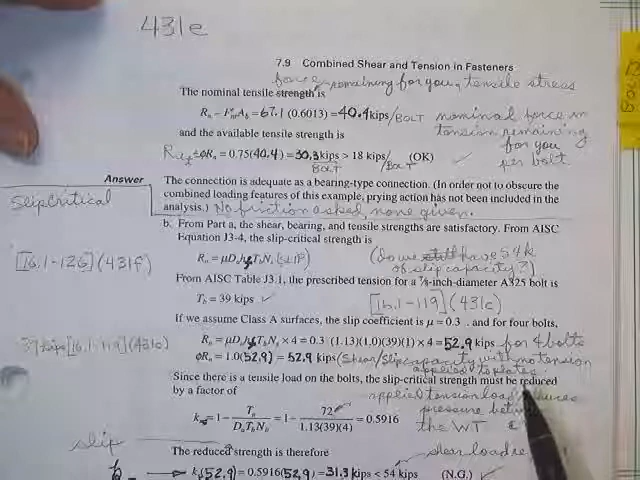 431e
7.9 Combined Shear and Tension in Fasteners
force remaining for you, tensile stress
The nominal tensile strength is
Rn = F'nt Ab = 67.1 (0.6013) = 40.4 kips/BOLT nominal force in
and the available tensile strength is tension remaining
for you
= 0.75(40.4) = 30.3 kips/BOLT > 18 kips/BOLT (OK) ✓ per bolt
Answer The connection is adequate as a bearing-type connection. (In order not to obscure the
combined loading features of this example, prying action has not been included in the
Slip Critical
analysis.) No friction asked, none given.
b. From Part a, the shear, bearing, and tensile strengths are satisfactory. From AISC
Equation J3-4, the slip-critical strength is
[16.1-126](431f) (SLIP) (Do we still have 54k
of slip capacity?)
From AISC Table J3.1, the prescribed tension for a 7/8-inch-diameter A325 bolt is
Tb = 39 kips ✓ [16.1-119](431c)
If we assume Class A surfaces, the slip coefficient is μ = 0.3, and for four bolts,
39 kips [16.1-119](431c) × 4 = 0.3 (1.13)(1.0)(39)(1) × 4 = 52.9 kips for 4 bolts
φRn = 1.0(52.9) = 52.9 kips (Shear/Slip capacity with no tension
applied to plates.
Since there is a tensile load on the bolts, the slip-critical strength must be reduced
by a factor of applied tension load
pressure
= 1 − Tu / Du Tb Nb = 1 − 72 / 1.13(39)(4) = 0.5916 the WT
slip
The reduced strength is therefore
(52.9) = 0.5916(52.9) = 31.3 kips < 54 kips (N.G.) ✓